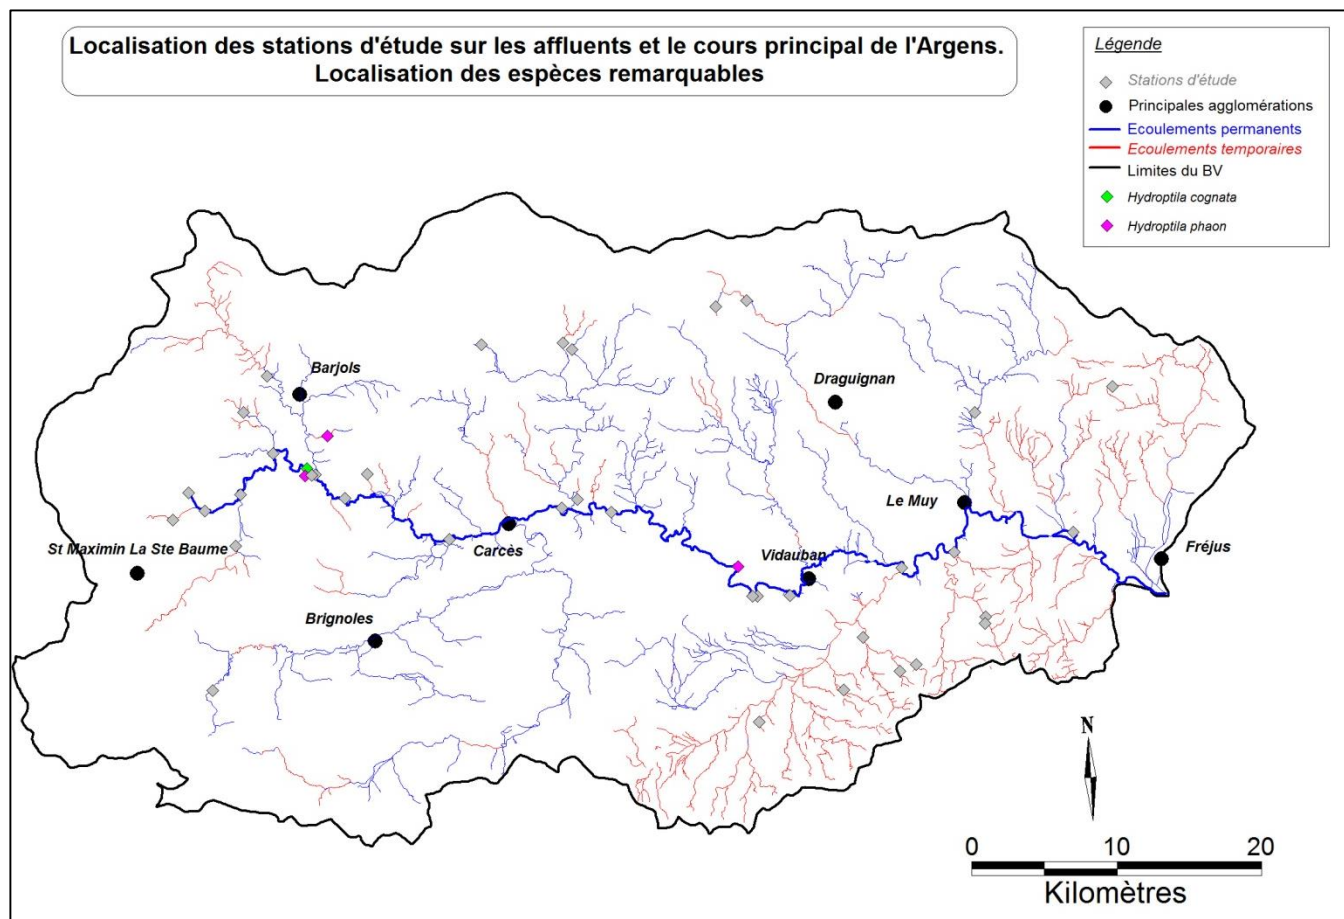 Localisation des stations d'étude sur les affluents et le cours principal de l'Argens.
Localisation des espèces remarquables
Légende
Stations d'étude
Principales agglomérations
Ecoulements permanents
Ecoulements temporaires
Limites du BV
Hydroptila cognata
Hydroptila phaon
Barjols
Draguignan
Le Muy
St Maximin La Ste Baume
Carcès
Vidauban
Fréjus
Brignoles
N
0 10 20
Kilomètres